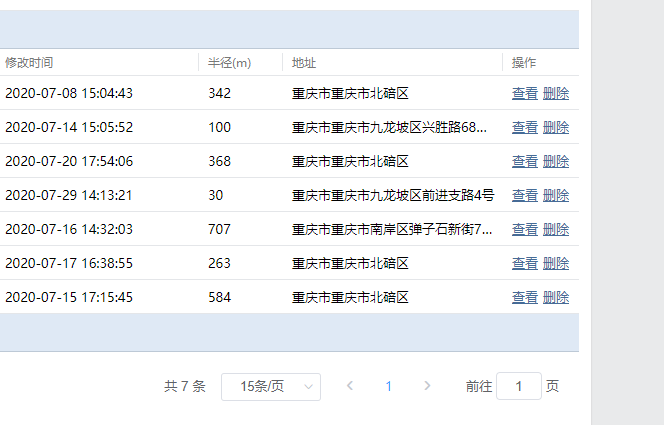 修改时间 半径(m) 地址 操作
2020-07-08 15:04:43 342 重庆市重庆市北碚区 查看 删除
2020-07-14 15:05:52 100 重庆市重庆市九龙坡区兴胜路68... 查看 删除
2020-07-20 17:54:06 368 重庆市重庆市北碚区 查看 删除
2020-07-29 14:13:21 30 重庆市重庆市九龙坡区前进支路4号 查看 删除
2020-07-16 14:32:03 707 重庆市重庆市南岸区弹子石新街7... 查看 删除
2020-07-17 16:38:55 263 重庆市重庆市北碚区 查看 删除
2020-07-15 17:15:45 584 重庆市重庆市北碚区 查看 删除
共 7 条 15条/页 1 前往 1 页